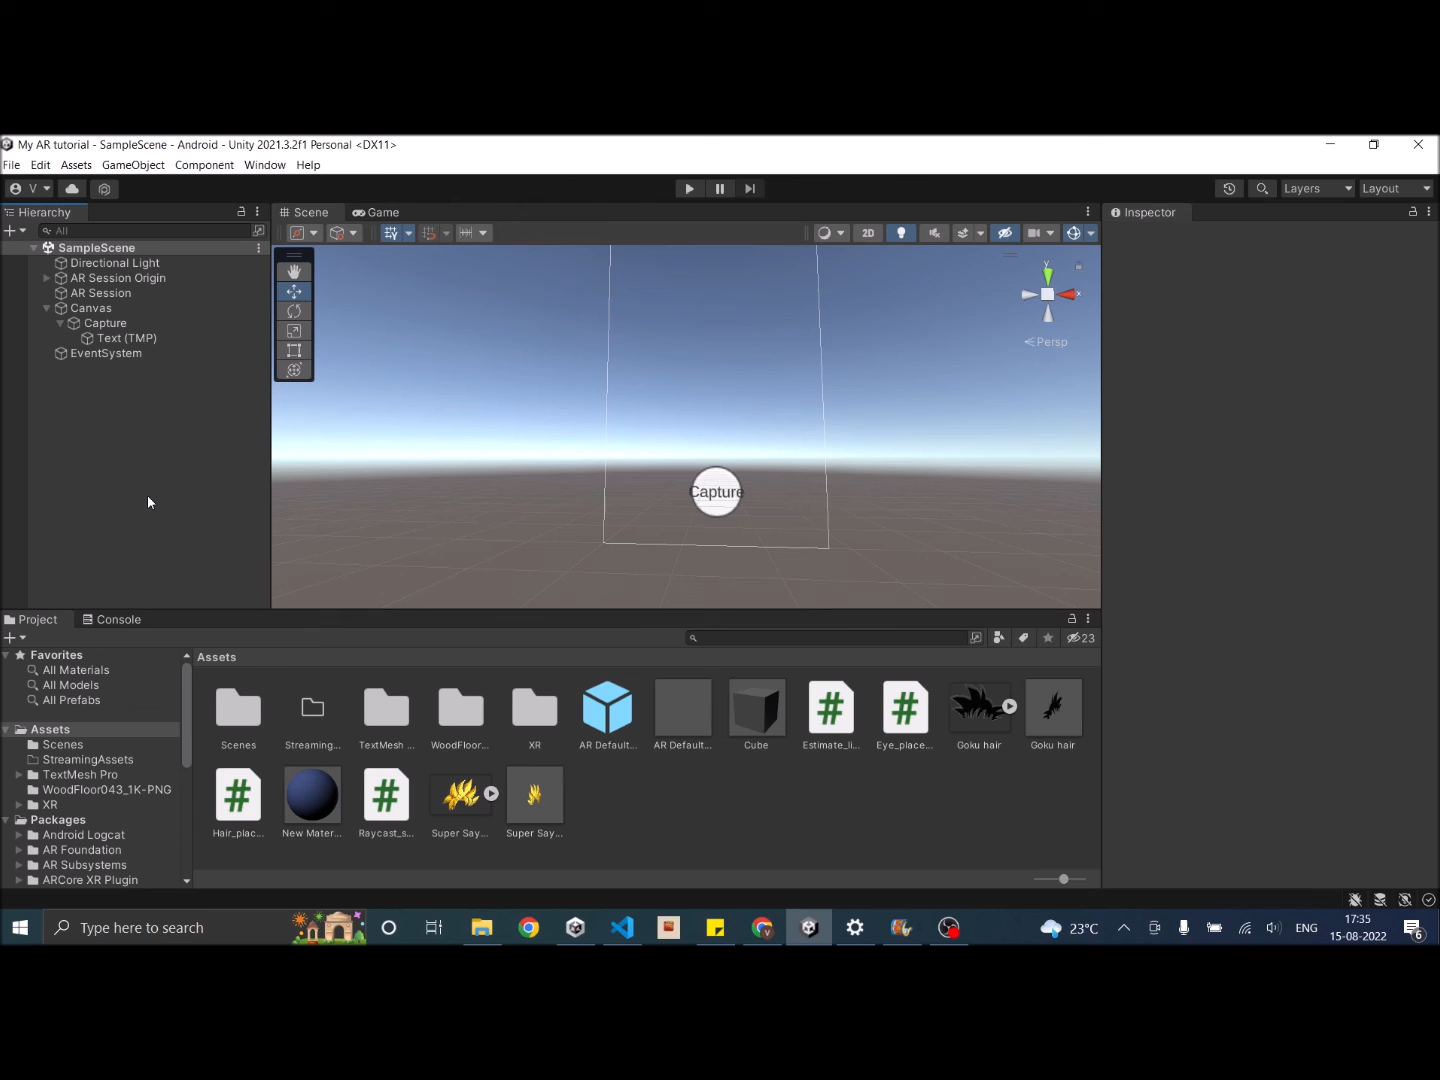 My AR tutorial - SampleScene - Android - Unity 2021.3.2f1 Personal <DX11>
File Edit Assets GameObject Component Window Help
V Layers Layout
Hierarchy
All
SampleScene
Directional Light
AR Session Origin
AR Session
Canvas
Capture
Text (TMP)
EventSystem
Scene Game
2D
y
x
Persp
Capture
Inspector
Project Console
23
Favorites
All Materials
All Models
All Prefabs
Assets
Scenes
StreamingAssets
TextMesh Pro
WoodFloor043_1K-PNG
XR
Packages
Android Logcat
AR Foundation
AR Subsystems
ARCore XR Plugin
Assets
Scenes Streaming... TextMesh ... WoodFloor... XR AR Default... AR Default... Cube Estimate_li... Eye_place... Goku hair Goku hair
Hair_plac... New Mater... Raycast_s... Super Say... Super Say...
Type here to search
23°C ENG
17:35
15-08-2022
6